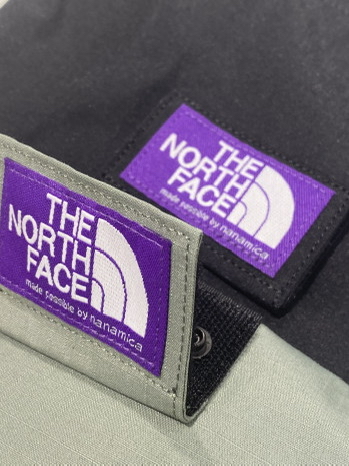 THE
NORTH
FACE
made possible by nanamica
THE
NORTH
FACE
made possible by nanamica